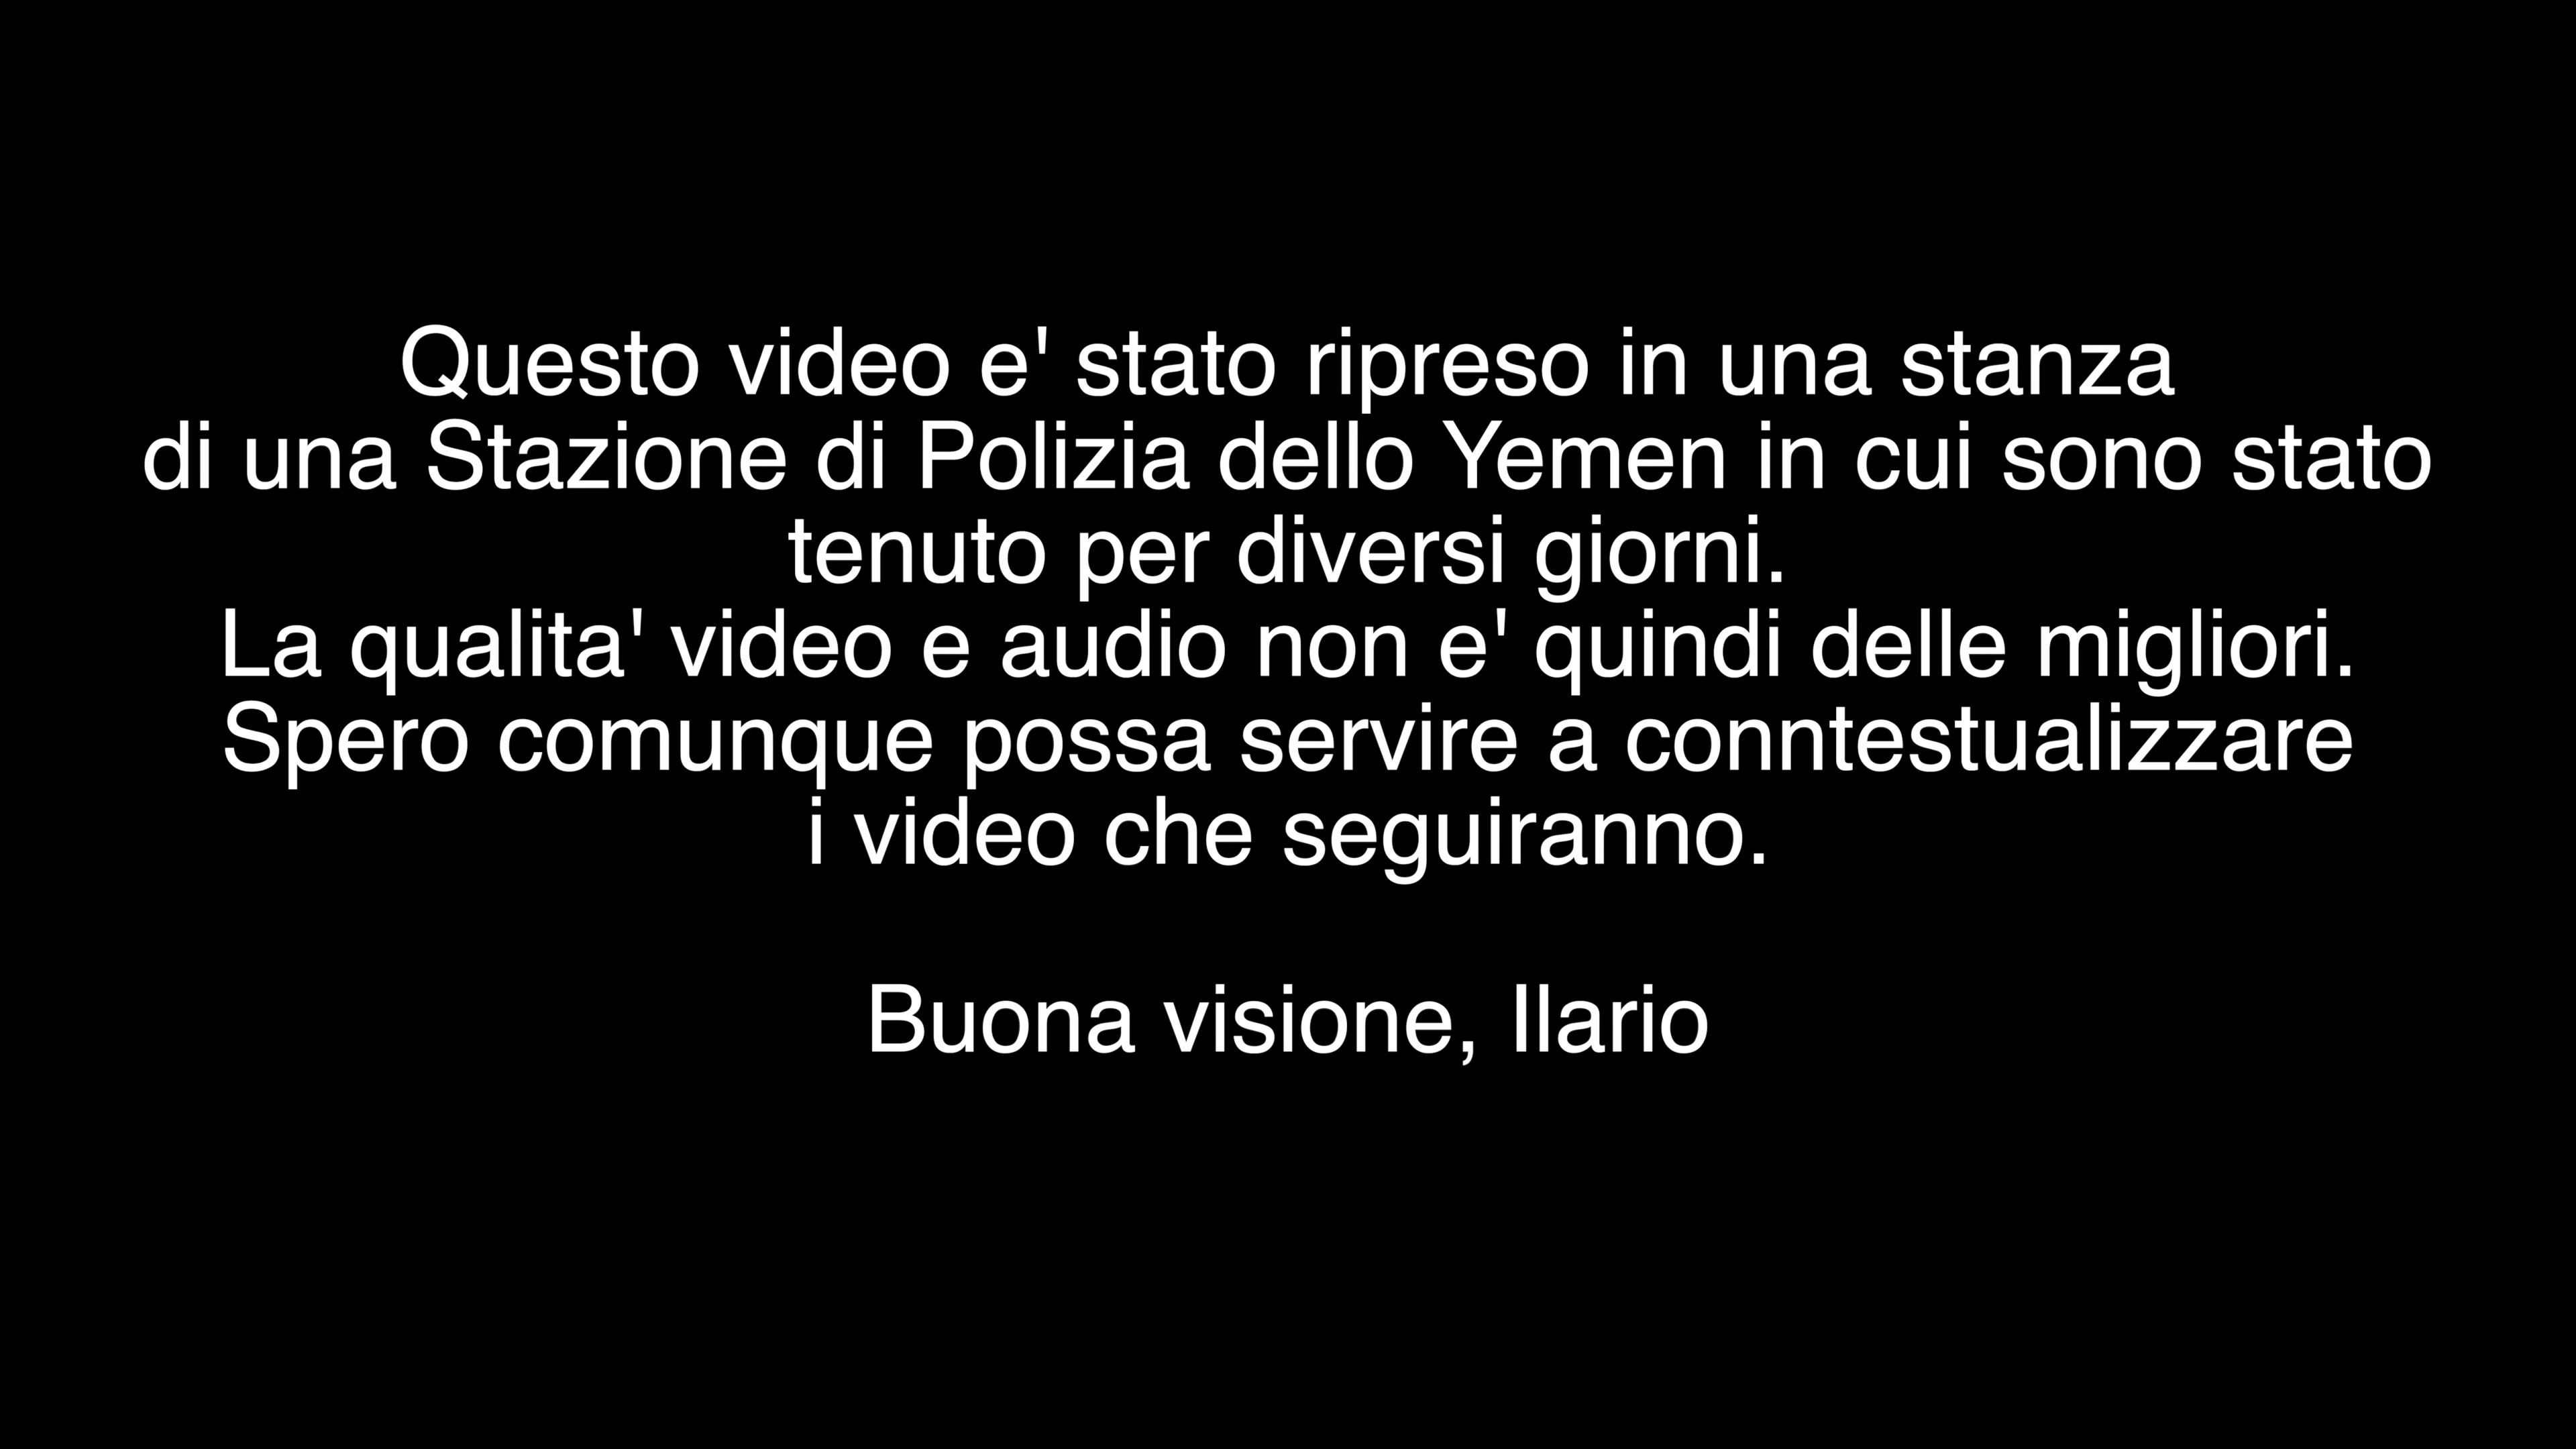 Questo video e' stato ripreso in una stanza
di una Stazione di Polizia dello Yemen in cui sono stato
tenuto per diversi giorni.
La qualita' video e audio non e' quindi delle migliori.
Spero comunque possa servire a conntestualizzare
i video che seguiranno.
Buona visione, Ilario